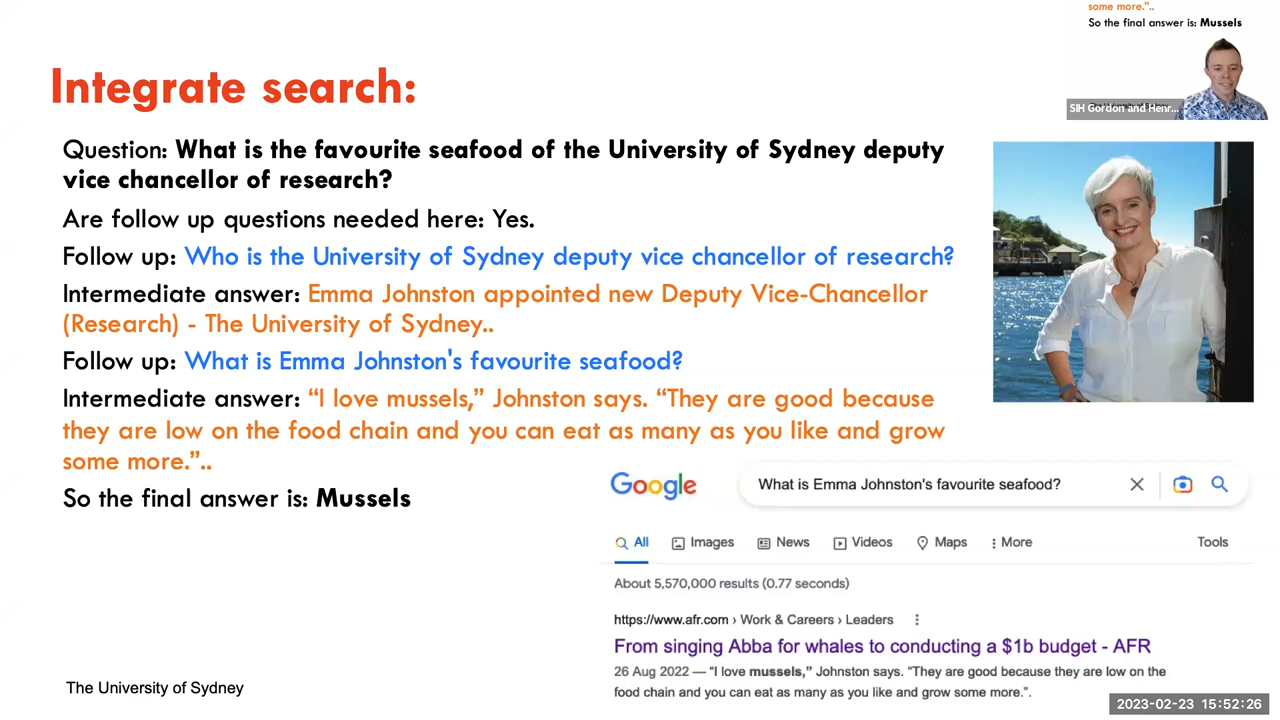 some more.”..
So the final answer is: Mussels
SIH Gordon and Henr...
Integrate search:
Question: What is the favourite seafood of the University of Sydney deputy
vice chancellor of research?
Are follow up questions needed here: Yes.
Follow up: Who is the University of Sydney deputy vice chancellor of research?
Intermediate answer: Emma Johnston appointed new Deputy Vice-Chancellor
(Research) - The University of Sydney..
Follow up: What is Emma Johnston's favourite seafood?
Intermediate answer: “I love mussels,” Johnston says. “They are good because
they are low on the food chain and you can eat as many as you like and grow
some more.”..
So the final answer is: Mussels
Google
What is Emma Johnston's favourite seafood?
All Images News Videos Maps More Tools
About 5,570,000 results (0.77 seconds)
https://www.afr.com › Work & Careers › Leaders
From singing Abba for whales to conducting a $1b budget - AFR
26 Aug 2022 — “I love mussels,” Johnston says. “They are good because they are low on the
food chain and you can eat as many as you like and grow some more.”.
The University of Sydney
2023-02-23 15:52:26